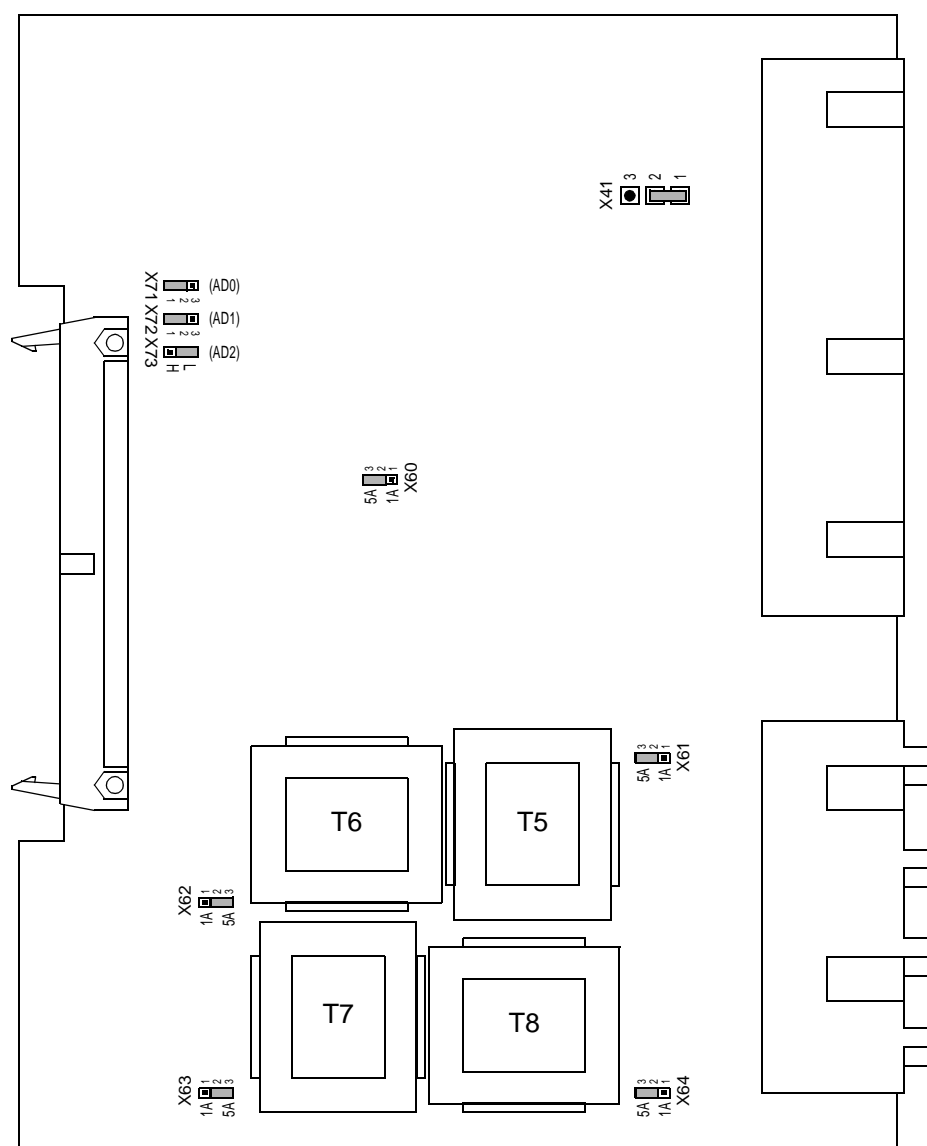 X41
3 2 1
X71
(AD0)
1 2 3
X72
(AD1)
1 2 3
X73
(AD2)
H L
3 2 1
5A 1A
X60
3 2 1
5A 1A
X61
T6
T5
X62
1 2 3
1A 5A
T7
T8
X63
1 2 3
1A 5A
3 2 1
5A 1A
X64